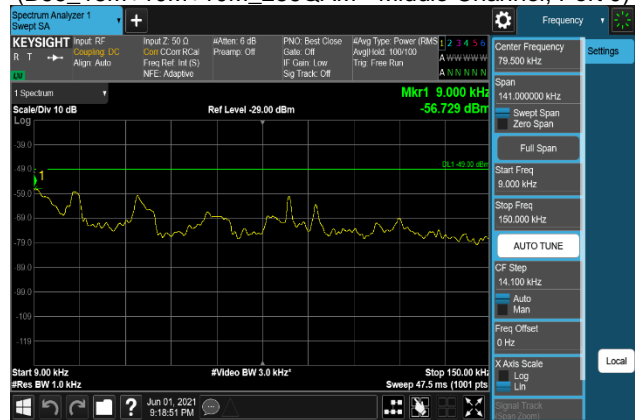 Spectrum Analyzer 1
Swept SA
Frequency
KEYSIGHT
R T
LW
Input: RF
Coupling: DC
Align: Auto
Input Z: 50 Ω
Corr CCorr RCal
Freq Ref: Int (S)
NFE: Adaptive
#Atten: 6 dB
Preamp: Off
PNO: Best Close
Gate: Off
IF Gain: Low
Sig Track: Off
#Avg Type: Power (RMS
Avg|Hold: 100/100
Trig: Free Run
1 2 3 4 5 6
A W W W W W
A N N N N N
1 Spectrum
Mkr1 9.000 kHz
-56.729 dBm
Scale/Div 10 dB
Ref Level -29.00 dBm
Log
DL1 -49.00 dBm
1
-39.0
-49.0
-59.0
-69.0
-79.0
-89.0
-99.0
-109
-119
Start 9.00 kHz
#Video BW 3.0 kHz*
Stop 150.00 kHz
#Res BW 1.0 kHz
Sweep 47.5 ms (1001 pts
Center Frequency
79.500 kHz
Settings
Span
141.000000 kHz
Swept Span
Zero Span
Full Span
Start Freq
9.000 kHz
Stop Freq
150.000 kHz
AUTO TUNE
CF Step
14.100 kHz
Auto
Man
Freq Offset
0 Hz
X Axis Scale
Log
Lin
Local
Signal Track
(Span Zoom)
?
Jun 01, 2021
9:18:51 PM